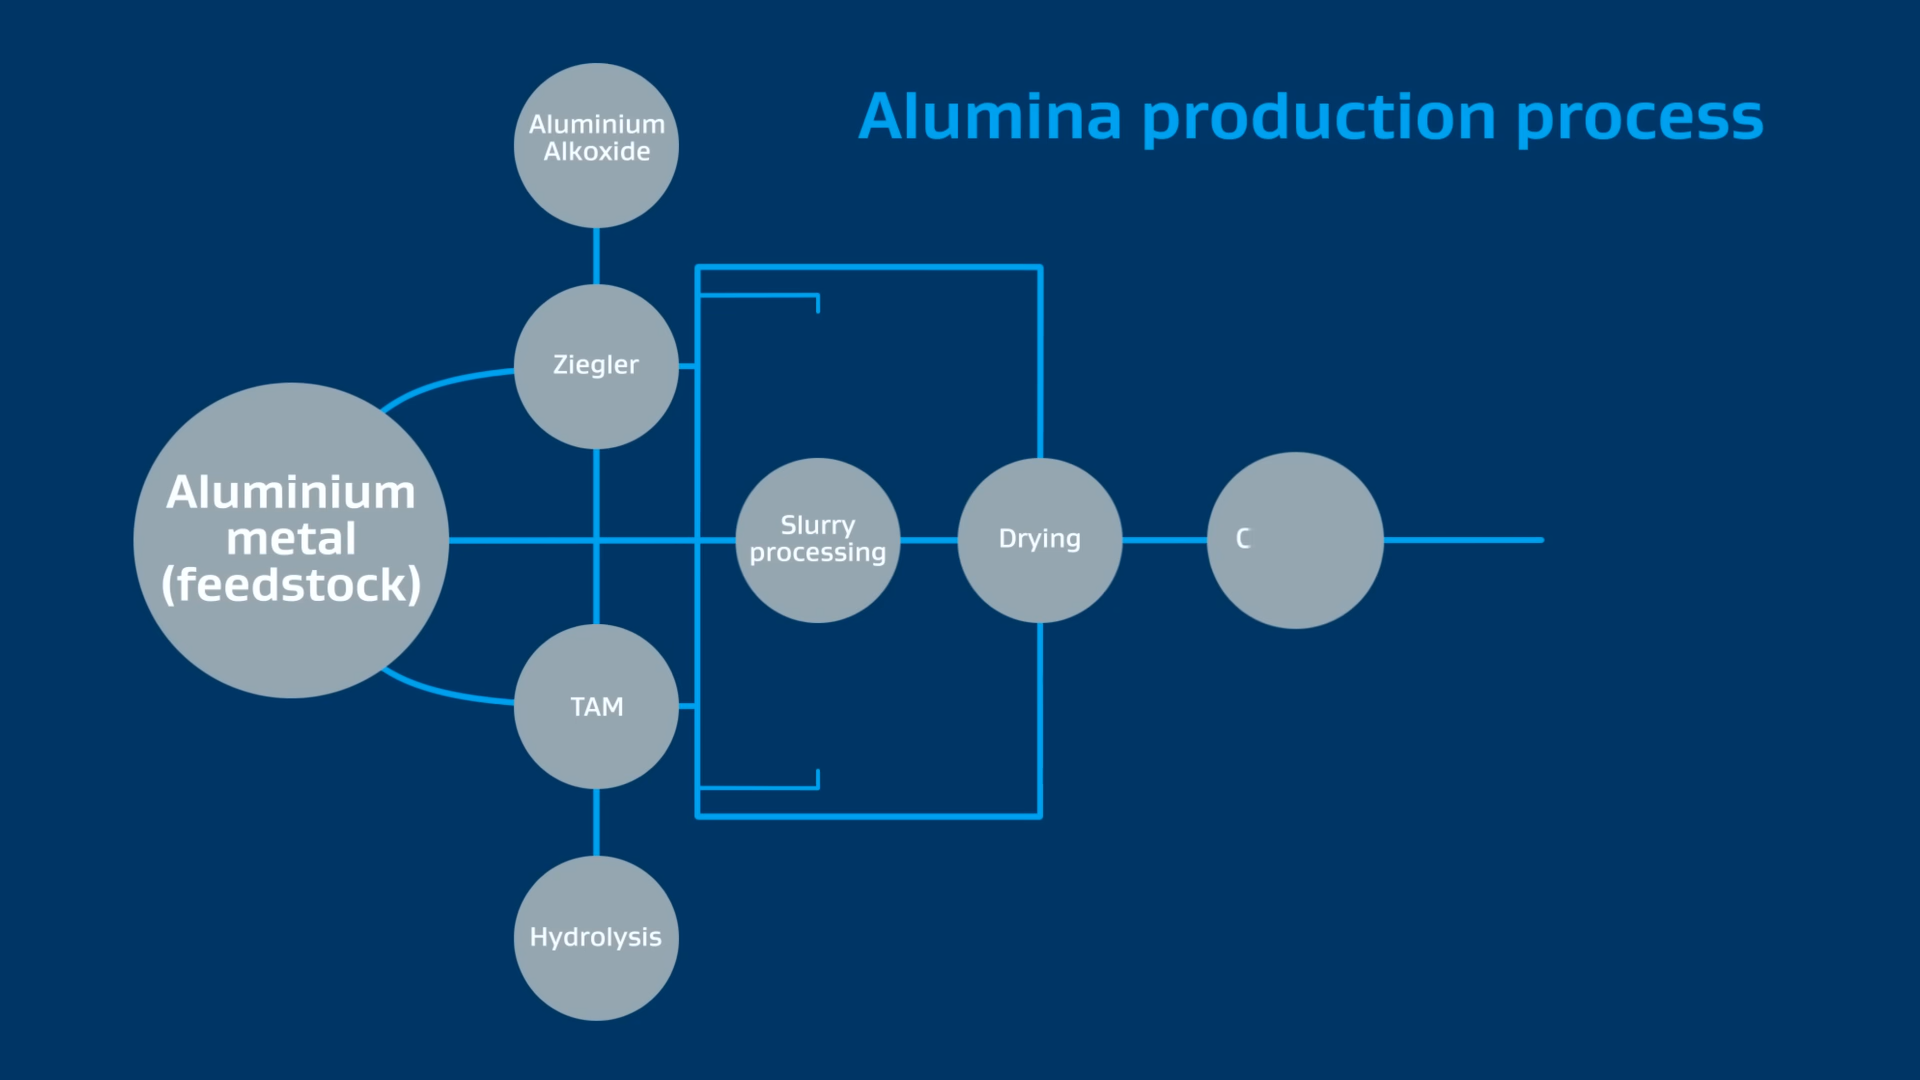 Alumina production process
Aluminium
Alkoxide
Ziegler
Aluminium
metal
(feedstock)
Slurry
processing
Drying
C
TAM
Hydrolysis